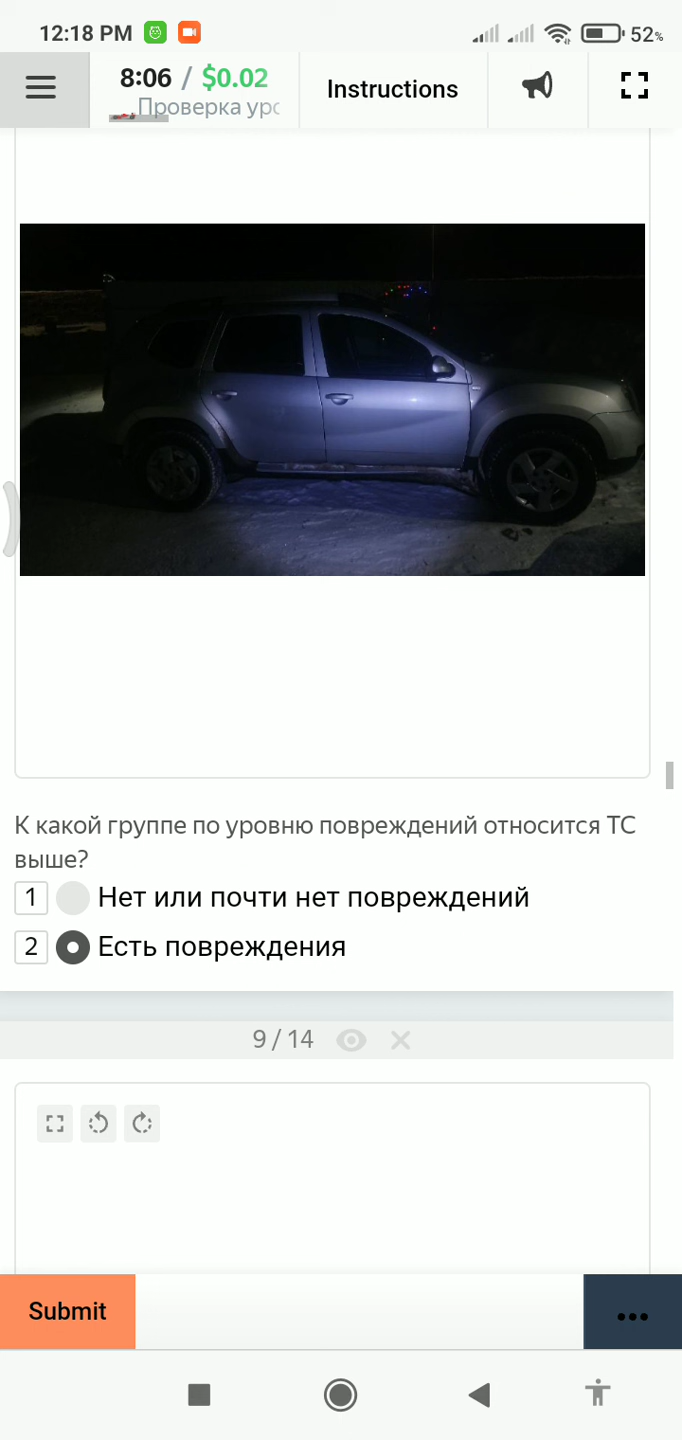 12:18 PM
52%
8:06 / $0.02
Проверка
Instructions
К какой группе по уровню повреждений относится ТС
выше?
1 Нет или почти нет повреждений
2 Есть повреждения
9 / 14
Submit